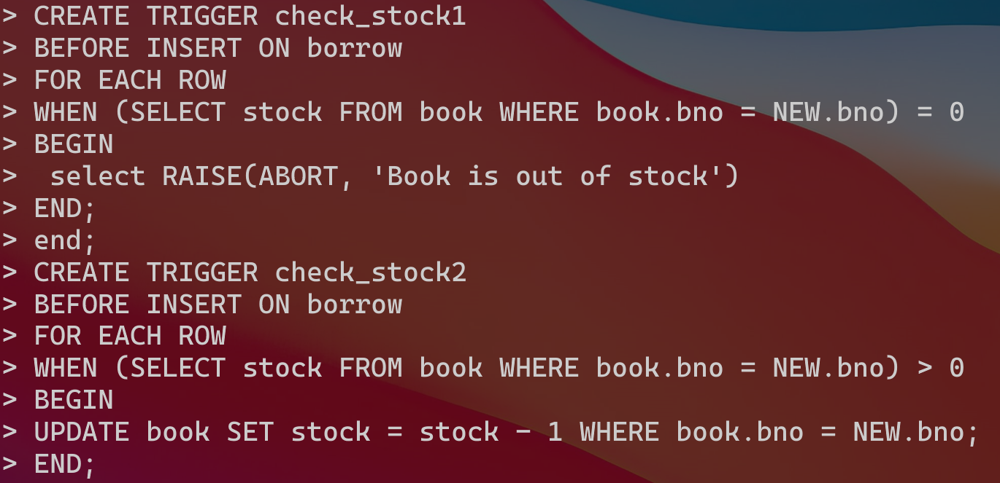 > CREATE TRIGGER check_stock1
> BEFORE INSERT ON borrow
> FOR EACH ROW
> WHEN (SELECT stock FROM book WHERE book.bno = NEW.bno) = 0
> BEGIN
>  select RAISE(ABORT, 'Book is out of stock')
> END;
> end;
> CREATE TRIGGER check_stock2
> BEFORE INSERT ON borrow
> FOR EACH ROW
> WHEN (SELECT stock FROM book WHERE book.bno = NEW.bno) > 0
> BEGIN
> UPDATE book SET stock = stock - 1 WHERE book.bno = NEW.bno;
> END;